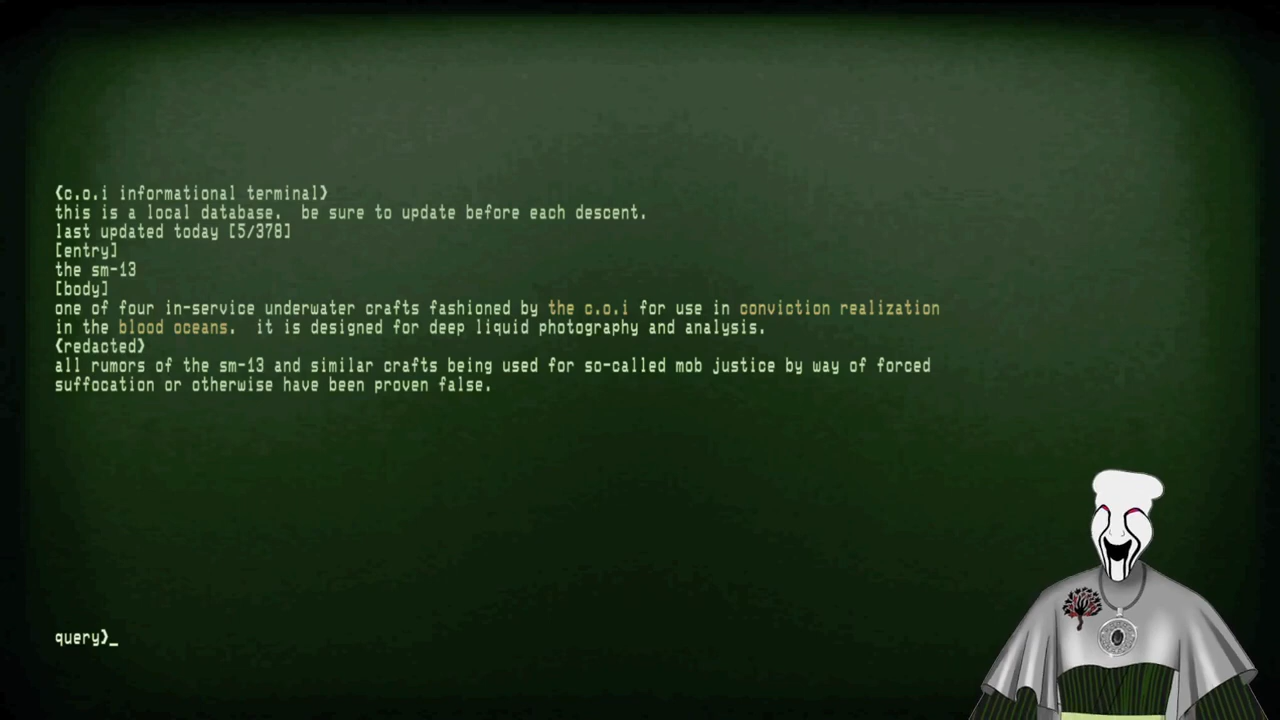 {c.o.i informational terminal}
this is a local database.  be sure to update before each descent.
last updated today [5/378]
[entry]
the sm-13
[body]
one of four in-service underwater crafts fashioned by the c.o.i for use in conviction realization
in the blood oceans.  it is designed for deep liquid photography and analysis.
{redacted}
all rumors of the sm-13 and similar crafts being used for so-called mob justice by way of forced
suffocation or otherwise have been proven false.
query}_